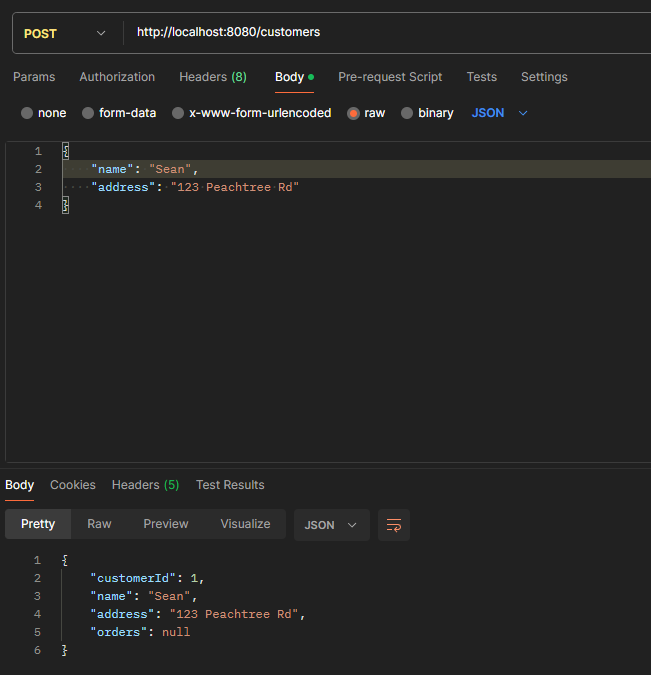 POST http://localhost:8080/customers
Params Authorization Headers (8) Body Pre-request Script Tests Settings
none form-data x-www-form-urlencoded raw binary JSON
1 {
2 "name": "Sean",
3 "address": "123 Peachtree Rd"
4 }
Body Cookies Headers (5) Test Results
Pretty Raw Preview Visualize JSON
1 {
2 "customerId": 1,
3 "name": "Sean",
4 "address": "123 Peachtree Rd",
5 "orders": null
6 }